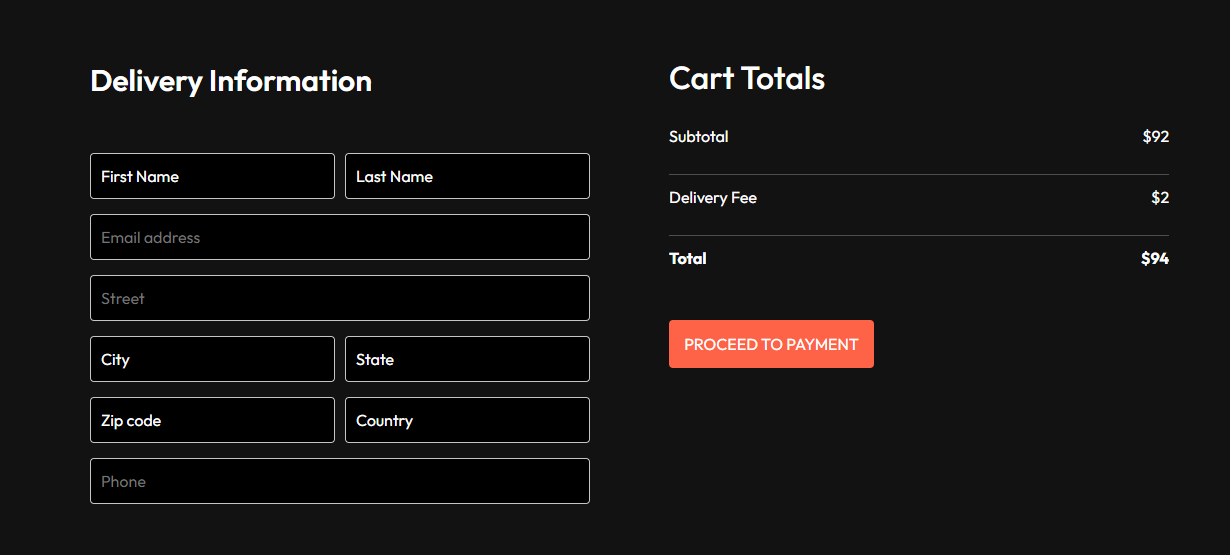 Delivery Information
First Name Last Name
Email address
Street
City State
Zip code Country
Phone
Cart Totals
Subtotal $92
Delivery Fee $2
Total $94
PROCEED TO PAYMENT